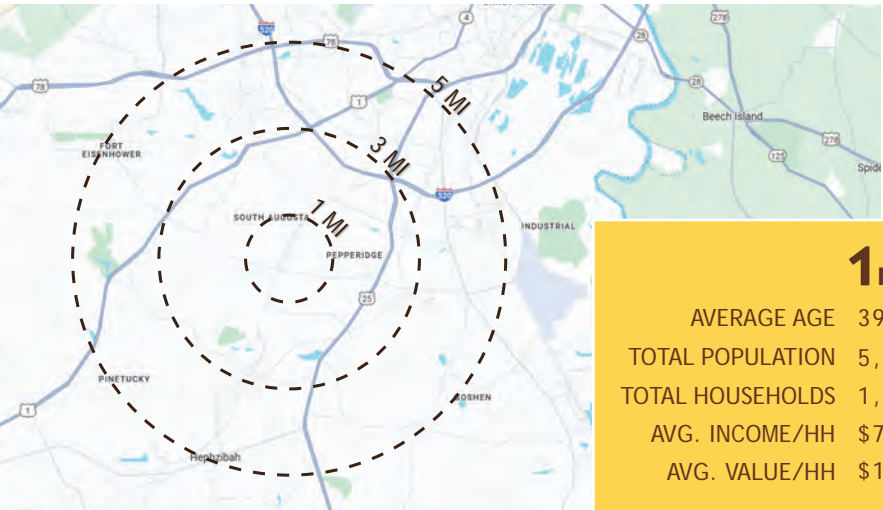 4
278
520
78
28
5 MI
78
28
1
Beech Island
278
FORT
EISENHOWER
3 MI
125
520
1 MI
SOUTH AUGUSTA
INDUSTRIAL
PEPPERIDGE
25
PINETUCKY
GOSHEN
1
Hephzibah
1
AVERAGE AGE 39
TOTAL POPULATION 5,
TOTAL HOUSEHOLDS 1,
AVG. INCOME/HH $7
AVG. VALUE/HH $1